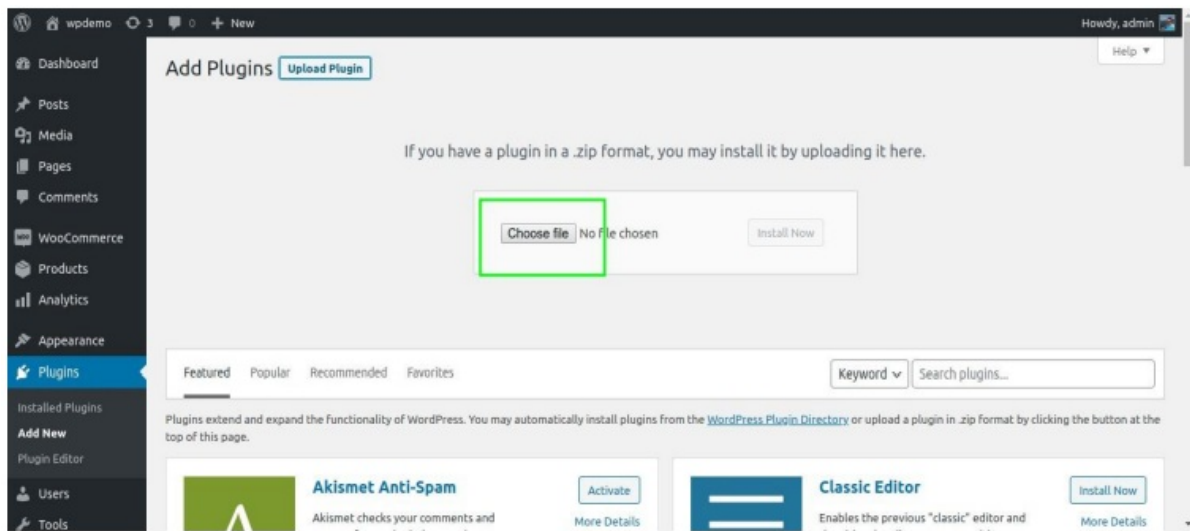 wpdemo 3 0 + New Howdy, admin
Help ▼
Dashboard
Posts
Media
Pages
Comments
WooCommerce
Products
Analytics
Appearance
Plugins
Installed Plugins
Add New
Plugin Editor
Users
Tools
Add Plugins Upload Plugin
If you have a plugin in a .zip format, you may install it by uploading it here.
Choose file No file chosen Install Now
Featured Popular Recommended Favorites Keyword Search plugins...
Plugins extend and expand the functionality of WordPress. You may automatically install plugins from the WordPress Plugin Directory or upload a plugin in .zip format by clicking the button at the
top of this page.
Akismet Anti-Spam
Activate
Akismet checks your comments and
More Details
Classic Editor
Install Now
Enables the previous "classic" editor and
More Details